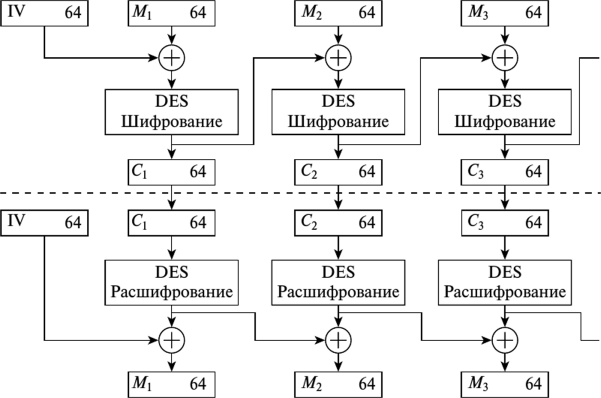 IV 64 M1 64 M2 64 M3 64
DES DES DES
Шифрование Шифрование Шифрование
C1 64 C2 64 C3 64
IV 64 C1 64 C2 64 C3 64
DES DES DES
Расшифрование Расшифрование Расшифрование
M1 64 M2 64 M3 64